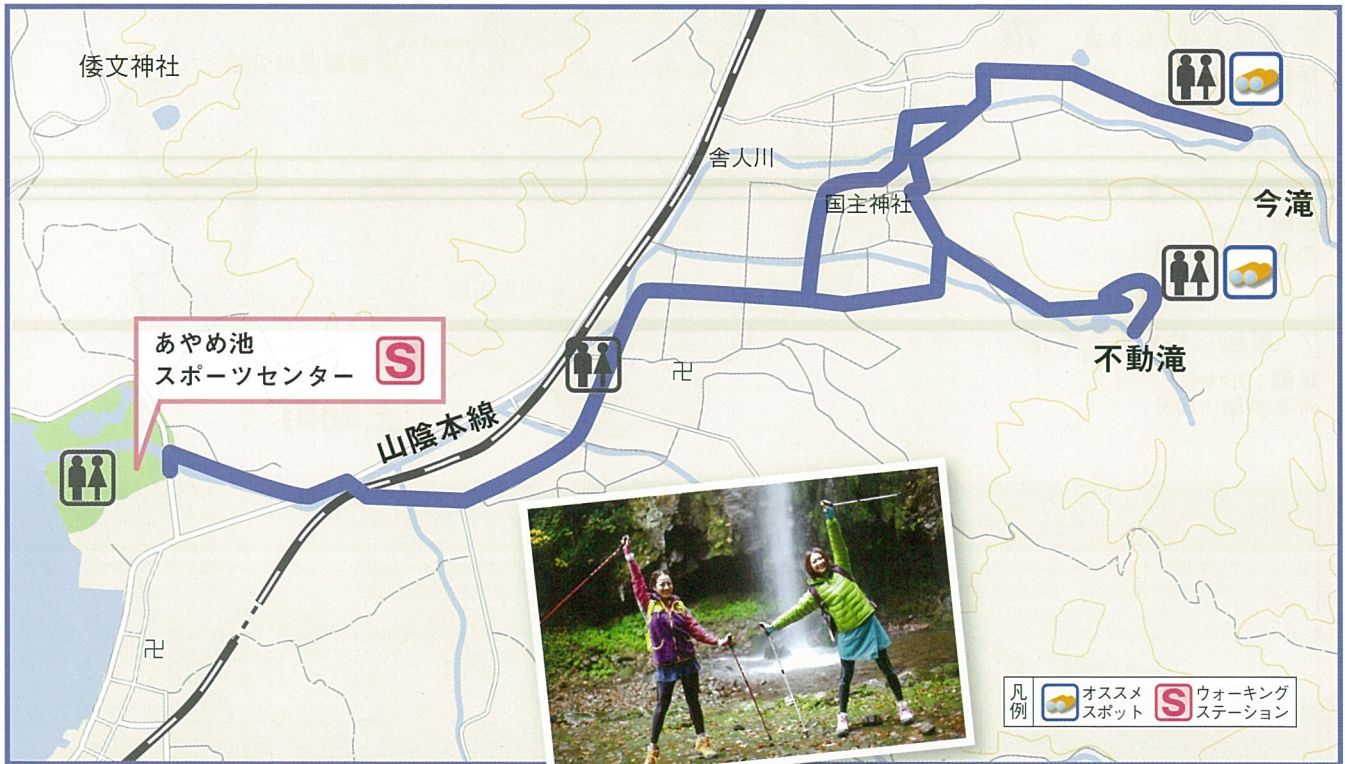 倭文神社
舎人川
国主神社
今滝
あやめ池
スポーツセンター
S
不動滝
卍
山陰本線
卍
凡例
オススメ
スポット
S
ウォーキング
ステーション